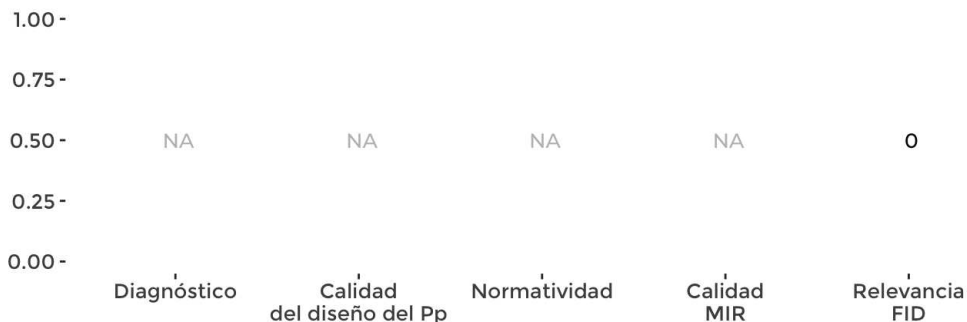 1.00
0.75
0.50
NA NA NA NA 0
0.25
0.00
Diagnóstico
Calidad
del diseño del Pp
Normatividad
Calidad
MIR
Relevancia
FID